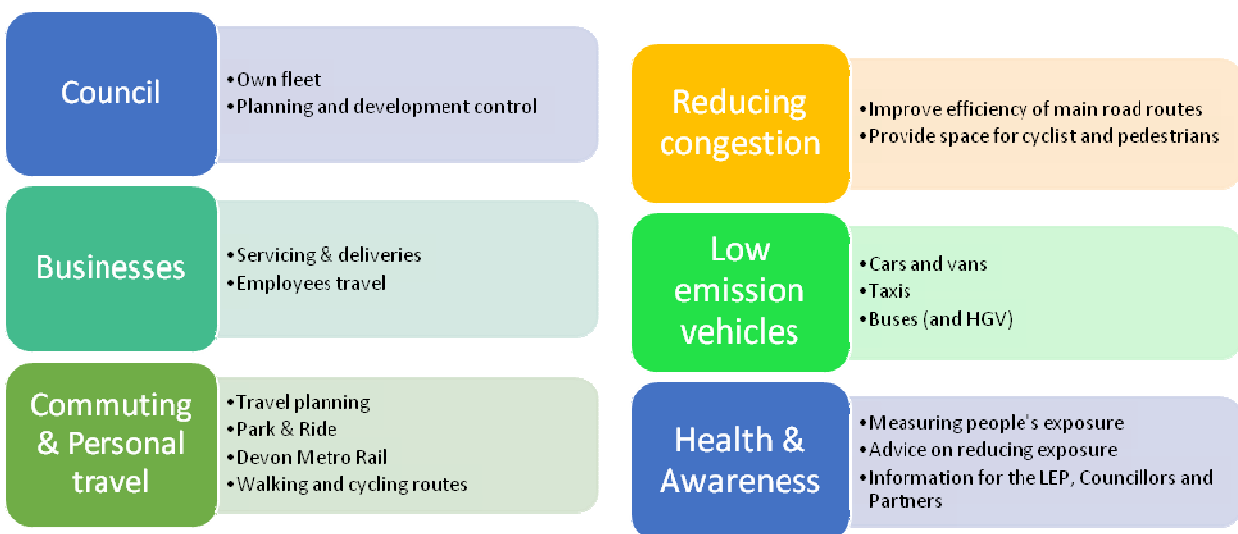 Council
•Own fleet
•Planning and development control
Businesses
•Servicing & deliveries
•Employees travel
Commuting
& Personal
travel
•Travel planning
•Park & Ride
•Devon Metro Rail
•Walking and cycling routes
Reducing
congestion
•Improve efficiency of main road routes
•Provide space for cyclist and pedestrians
Low
emission
vehicles
•Cars and vans
•Taxis
•Buses (and HGV)
Health &
Awareness
•Measuring people's exposure
•Advice on reducing exposure
•Information for the LEP, Councillors and
Partners